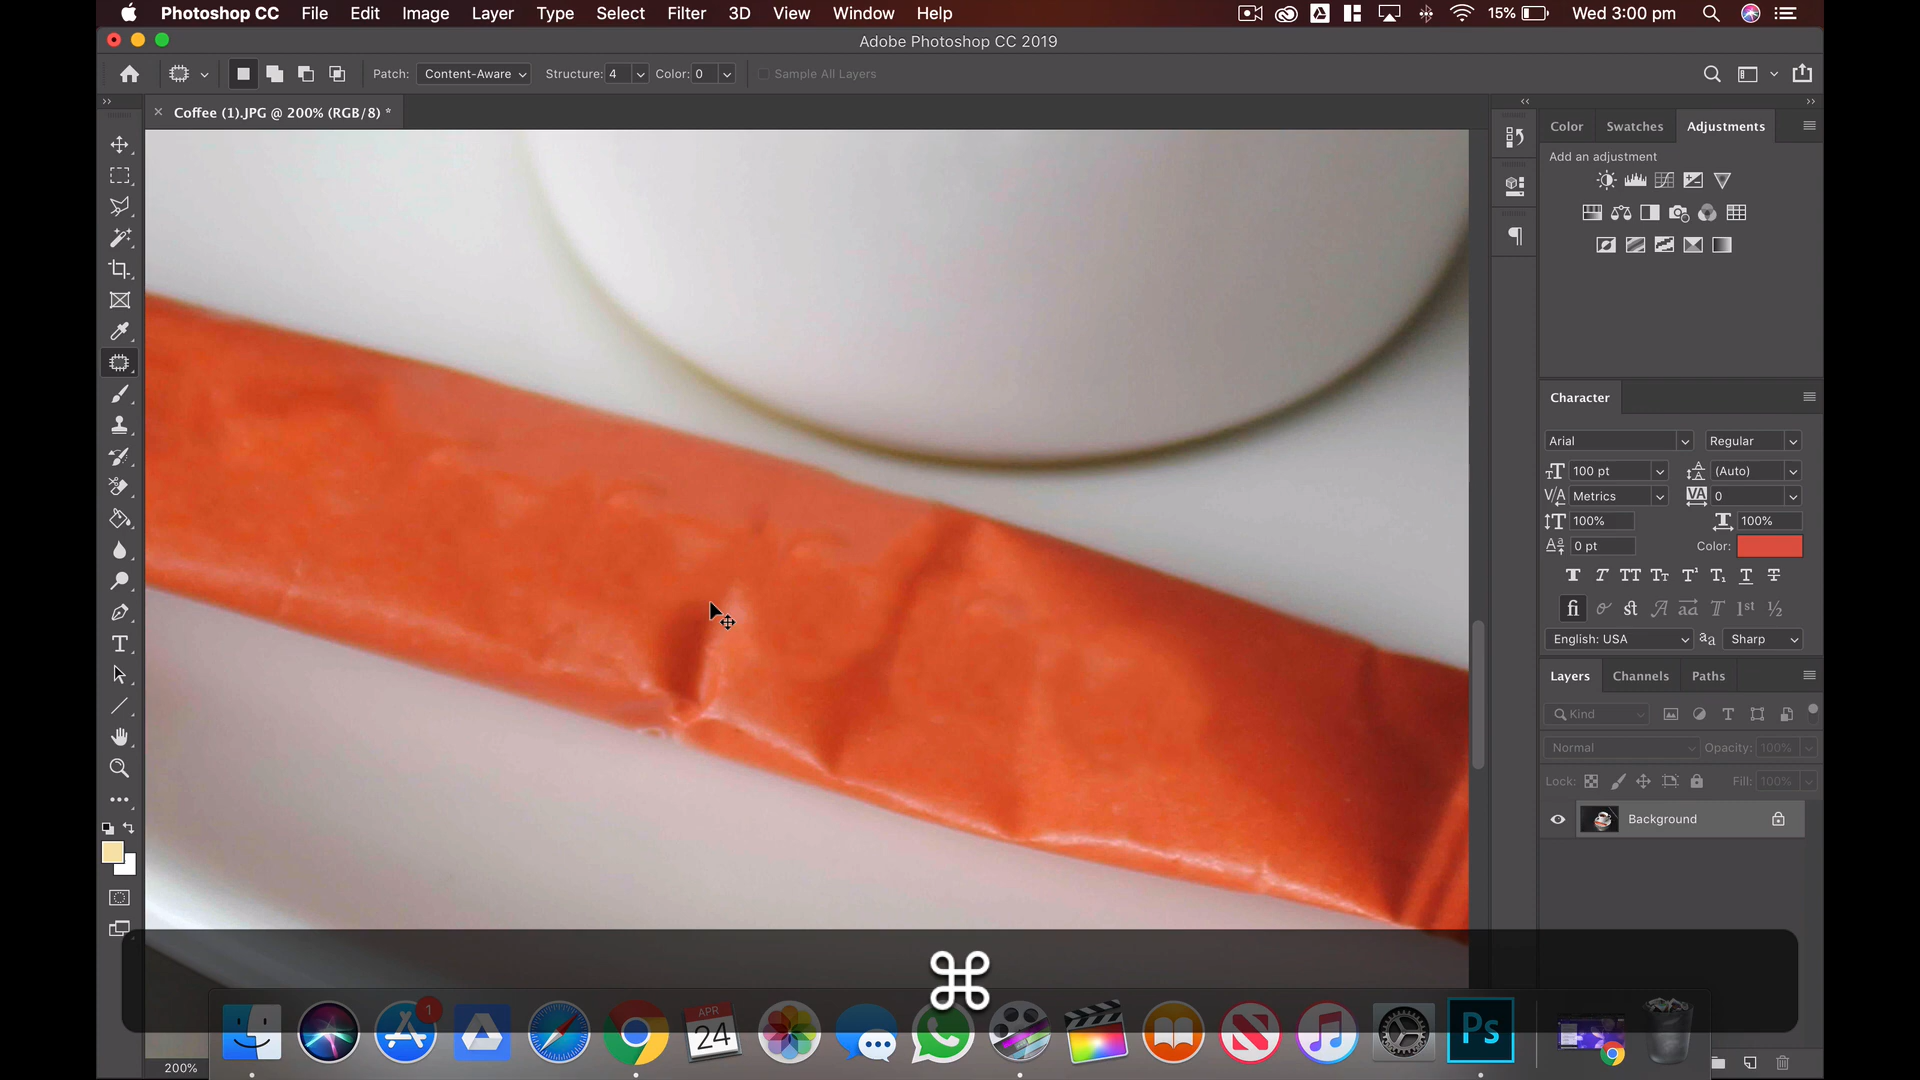 Photoshop CC File Edit Image Layer Type Select Filter 3D View Window Help 15% Wed 3:00 pm
Adobe Photoshop CC 2019
Patch: Content-Aware Structure: 4 Color: 0 Sample All Layers
Coffee (1).JPG @ 200% (RGB/8) *
Color Swatches Adjustments
Add an adjustment
Character
Arial Regular
100 pt (Auto)
Metrics 0
100% 100%
0 pt Color:
English: USA Sharp
Layers Channels Paths
Kind
Normal Opacity: 100%
Lock: Fill: 100%
Background
1
APR
24
Ps
200%